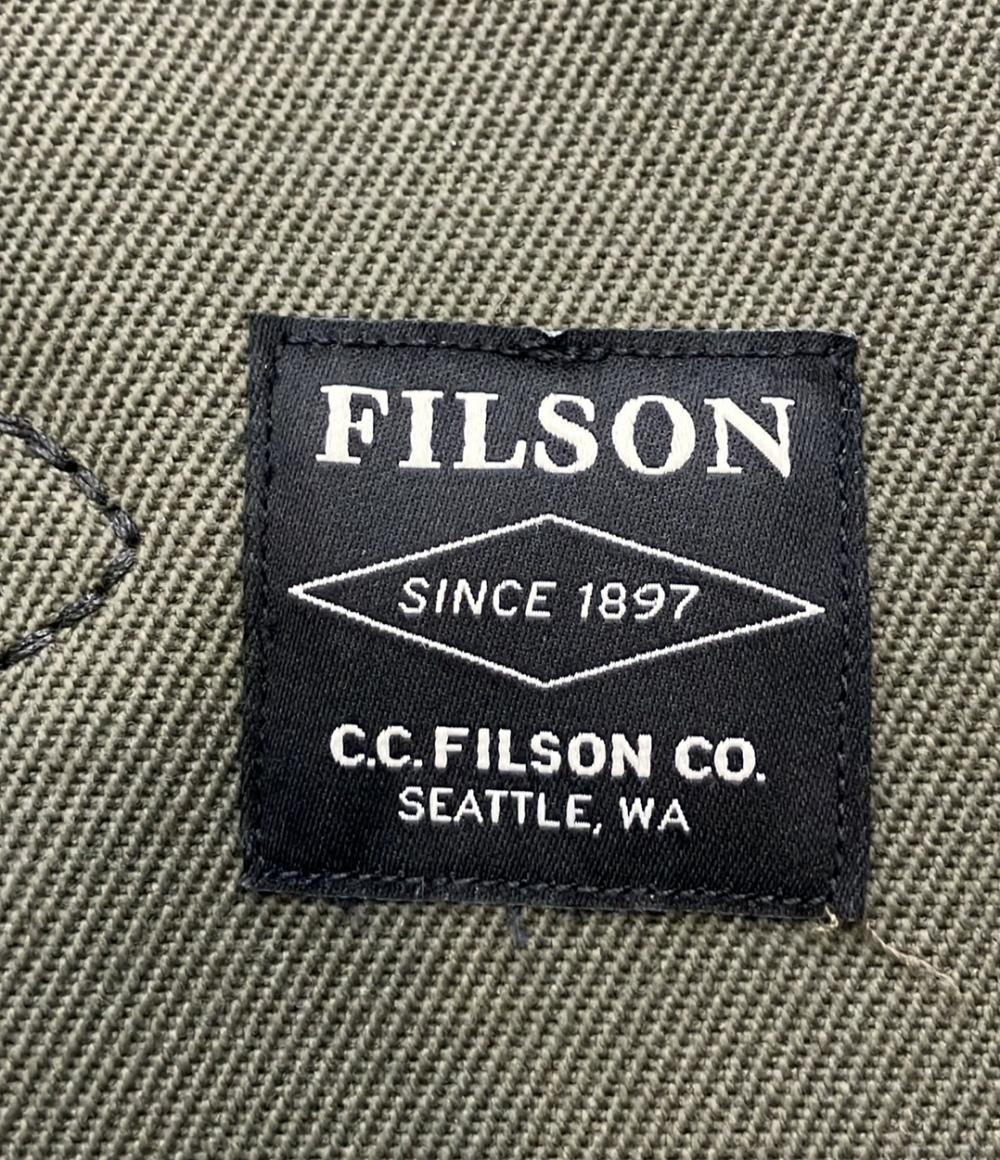 FILSON
SINCE 1897
C.C. FILSON CO.
SEATTLE, WA